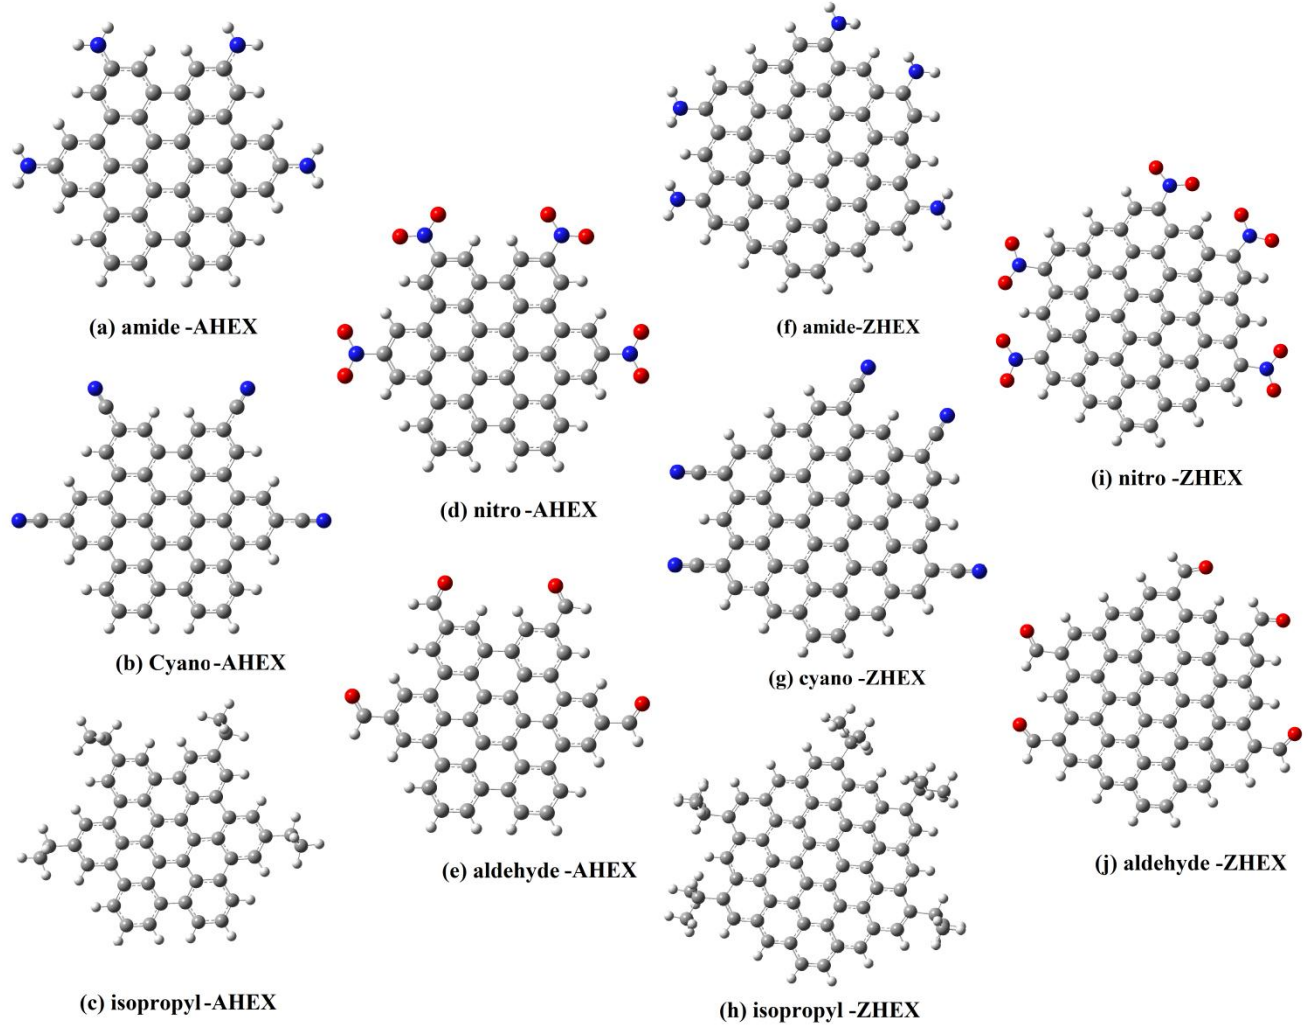 (a) amide -AHEX
(b) Cyano -AHEX
(c) isopropyl -AHEX
(d) nitro -AHEX
(e) aldehyde -AHEX
(f) amide-ZHEX
(g) cyano -ZHEX
(h) isopropyl -ZHEX
(i) nitro -ZHEX
(j) aldehyde -ZHEX